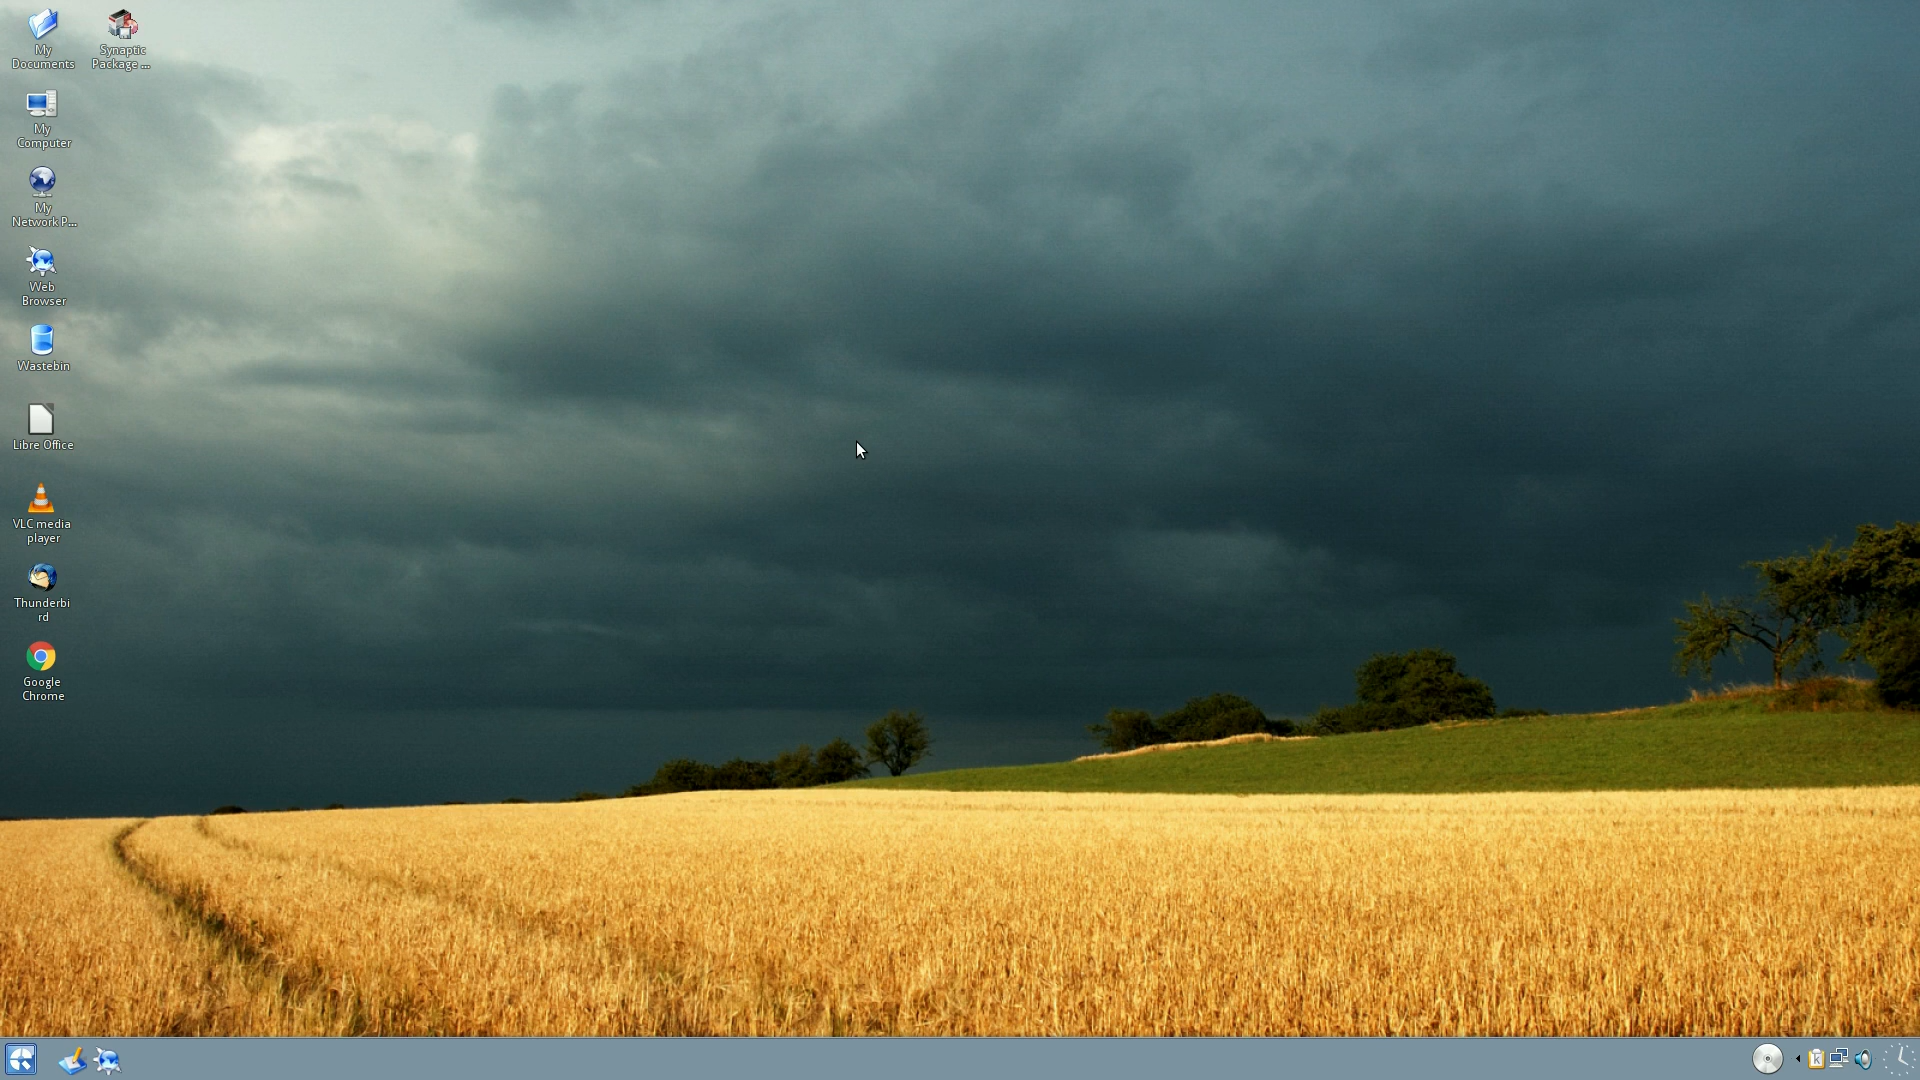 My
Documents
Synaptic
Package ...
My
Computer
My
Network P...
Web
Browser
Wastebin
Libre Office
VLC media
player
Thunderbi
rd
Google
Chrome
K